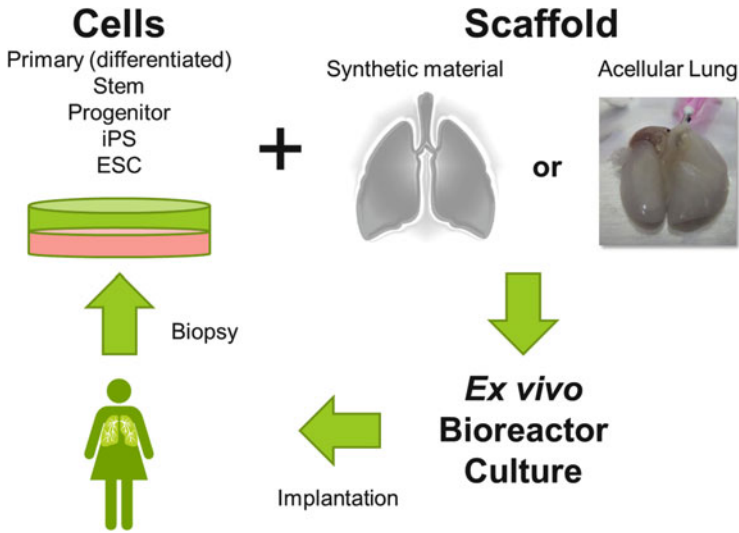 Cells
Primary (differentiated)
Stem
Progenitor
iPS
ESC
+
Scaffold
Synthetic material
or
Acellular Lung
Biopsy
Ex vivo
Bioreactor
Culture
Implantation